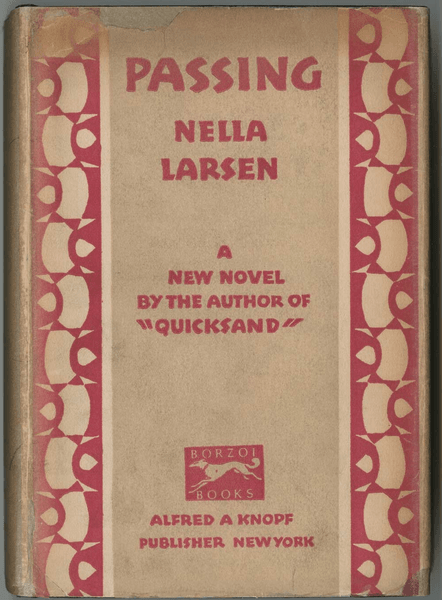 PASSING
NELLA
LARSEN
A
NEW NOVEL
BY THE AUTHOR OF
"QUICKSAND"
BORZOI
BOOKS
ALFRED A KNOPF
PUBLISHER NEW YORK